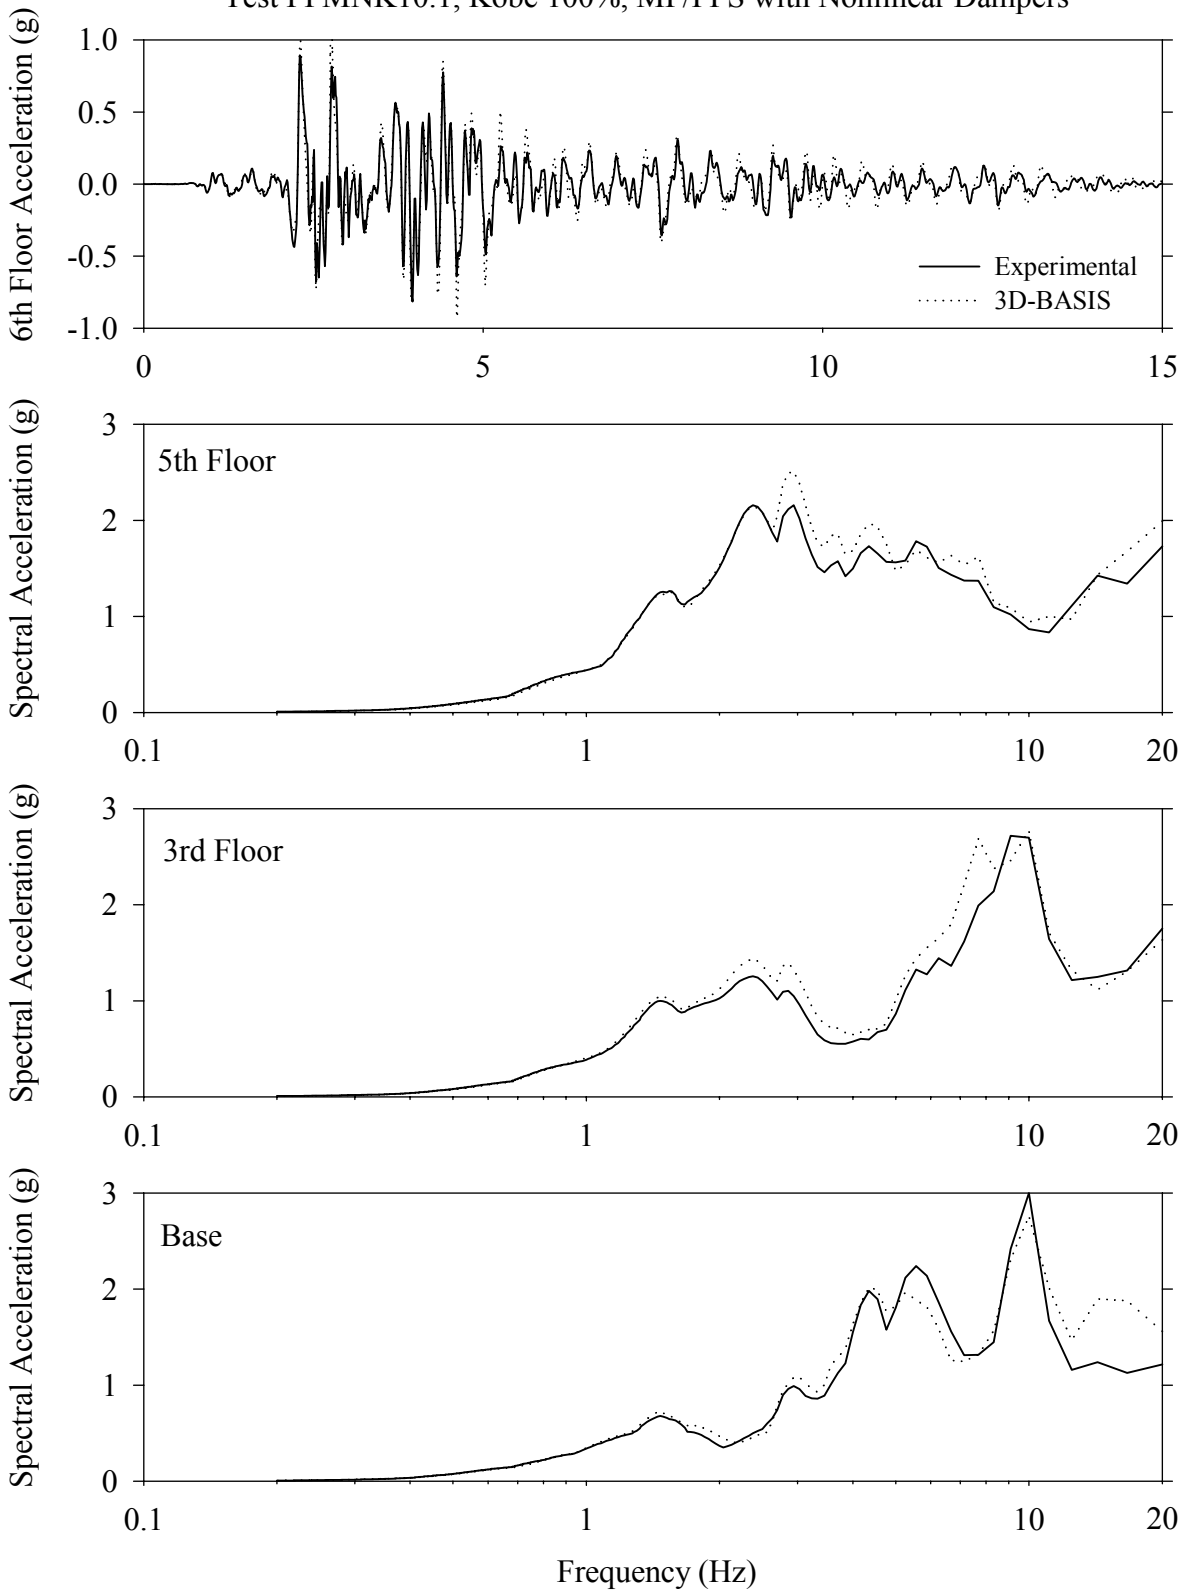 Kobe 100%, MF/FPS with Nonlinear Dampers
6th Floor Acceleration (g)
1.0
0.5
0.0
-0.5
-1.0
Experimental
3D-BASIS
0 5 10 15
Spectral Acceleration (g)
3
2
1
0
5th Floor
0.1 1 10 20
Spectral Acceleration (g)
3
2
1
0
3rd Floor
0.1 1 10 20
Spectral Acceleration (g)
3
2
1
0
Base
0.1 1 10 20
Frequency (Hz)